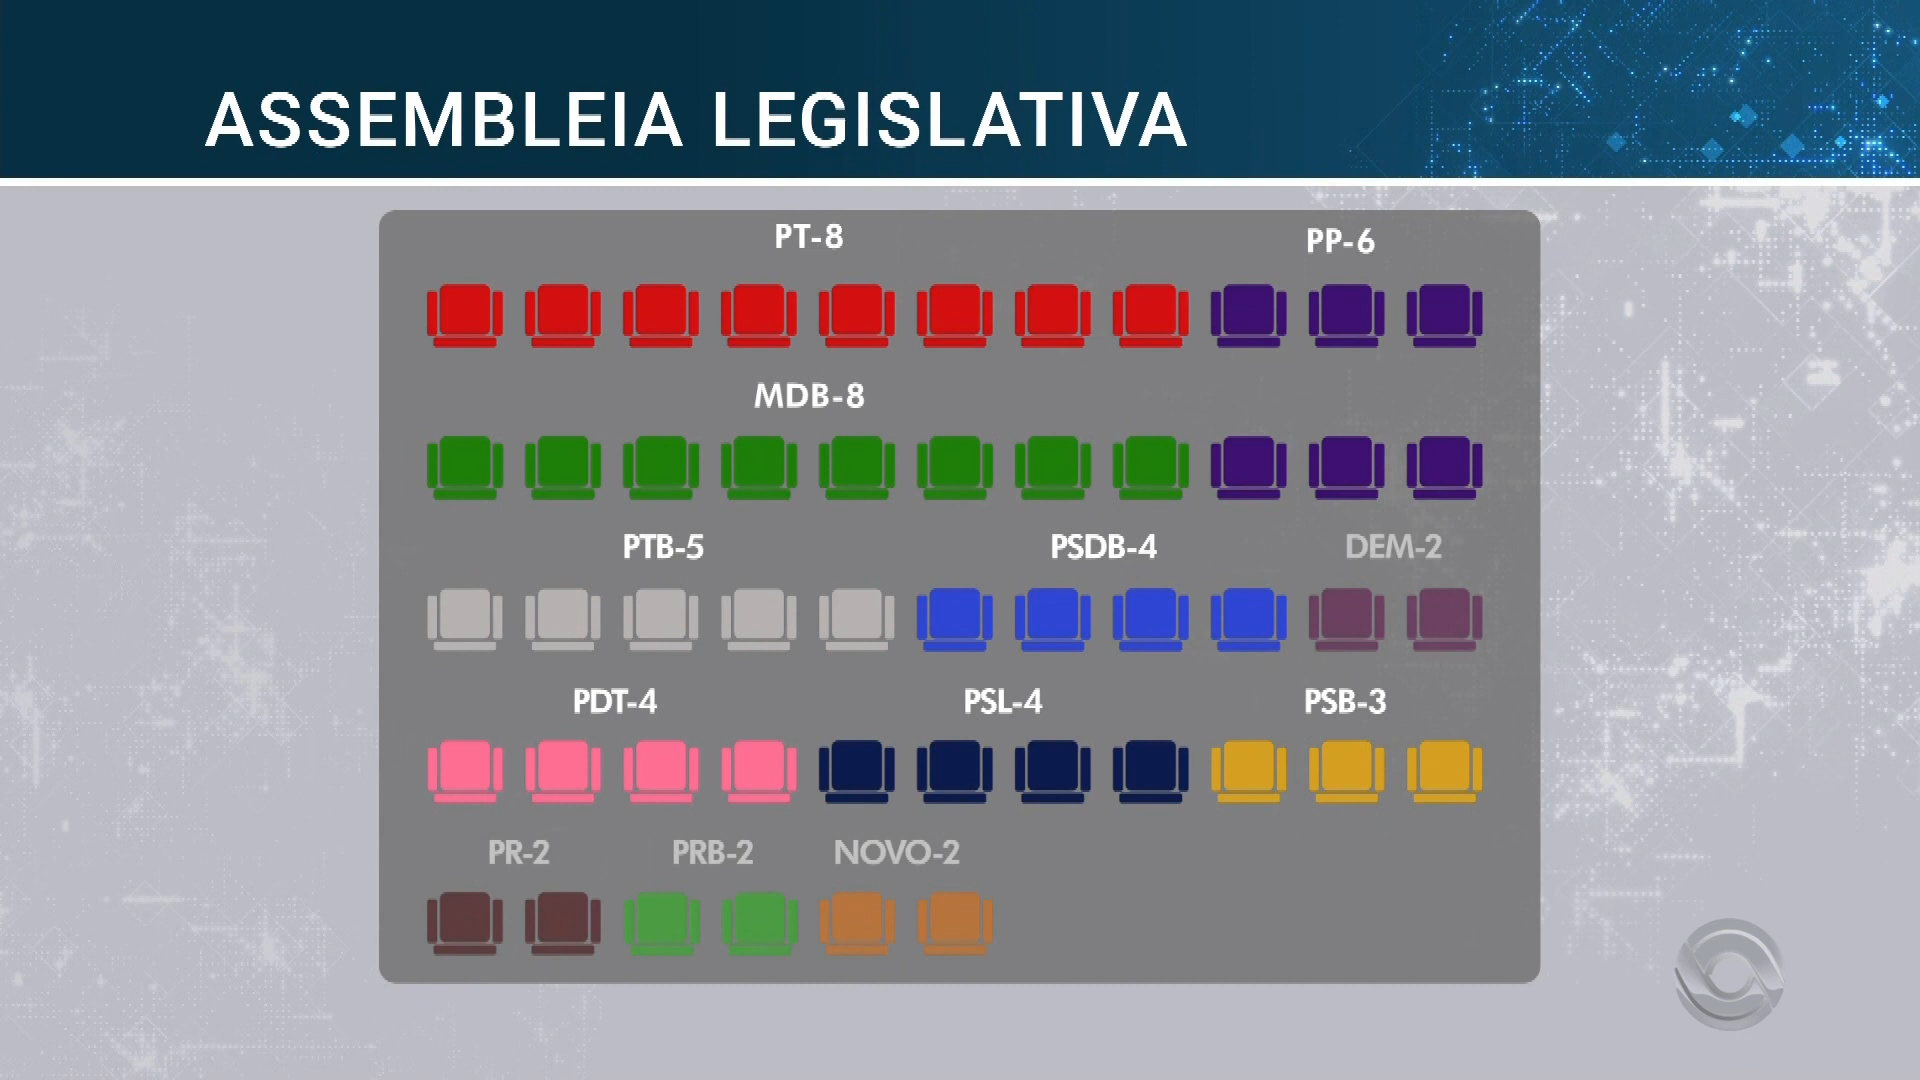 ASSEMBLEIA LEGISLATIVA
PT-8
PP-6
MDB-8
PTB-5
PSDB-4
DEM-2
PDT-4
PSL-4
PSB-3
PR-2
PRB-2
NOVO-2